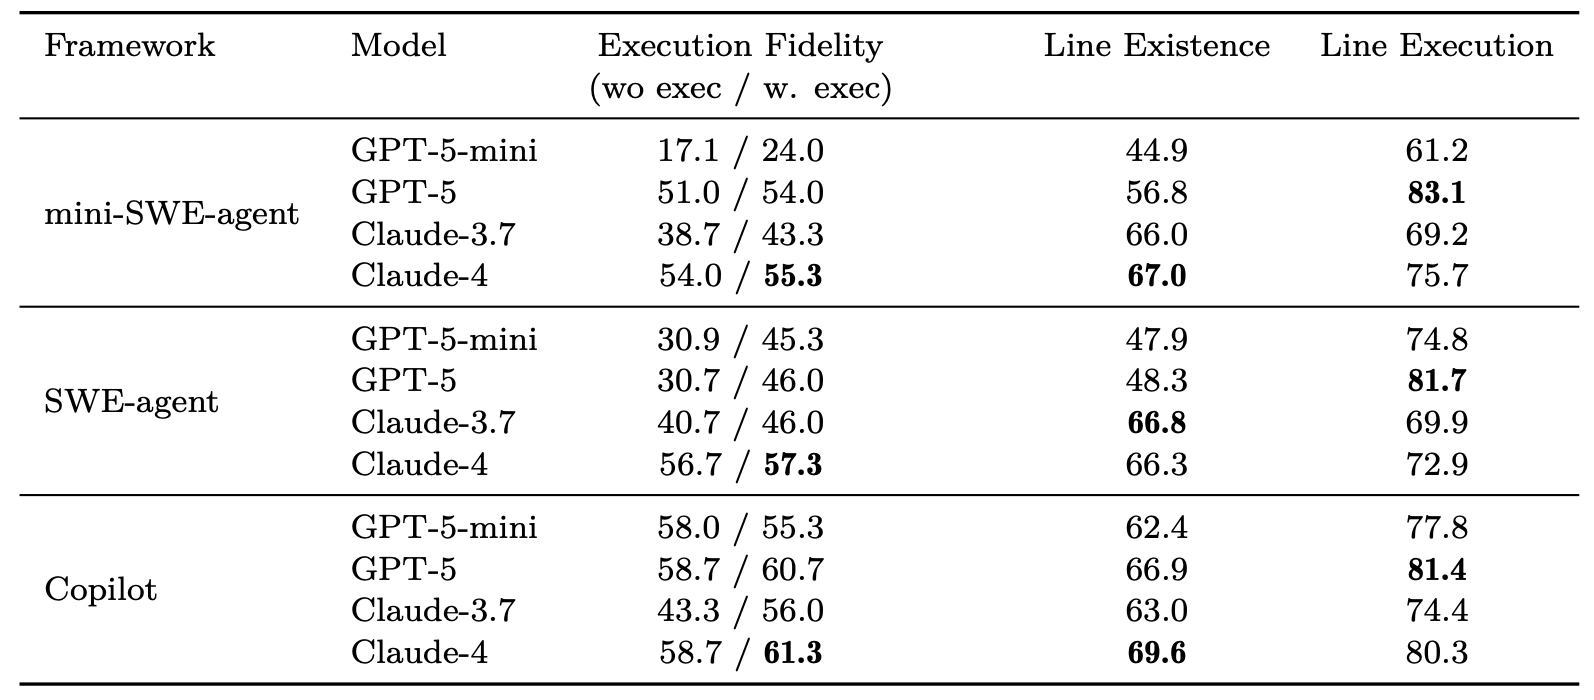 Framework Model Execution Fidelity Line Existence Line Execution
(wo exec / w. exec)
mini-SWE-agent
GPT-5-mini 17.1 / 24.0 44.9 61.2
GPT-5 51.0 / 54.0 56.8 83.1
Claude-3.7 38.7 / 43.3 66.0 69.2
Claude-4 54.0 / 55.3 67.0 75.7
SWE-agent
GPT-5-mini 30.9 / 45.3 47.9 74.8
GPT-5 30.7 / 46.0 48.3 81.7
Claude-3.7 40.7 / 46.0 66.8 69.9
Claude-4 56.7 / 57.3 66.3 72.9
Copilot
GPT-5-mini 58.0 / 55.3 62.4 77.8
GPT-5 58.7 / 60.7 66.9 81.4
Claude-3.7 43.3 / 56.0 63.0 74.4
Claude-4 58.7 / 61.3 69.6 80.3